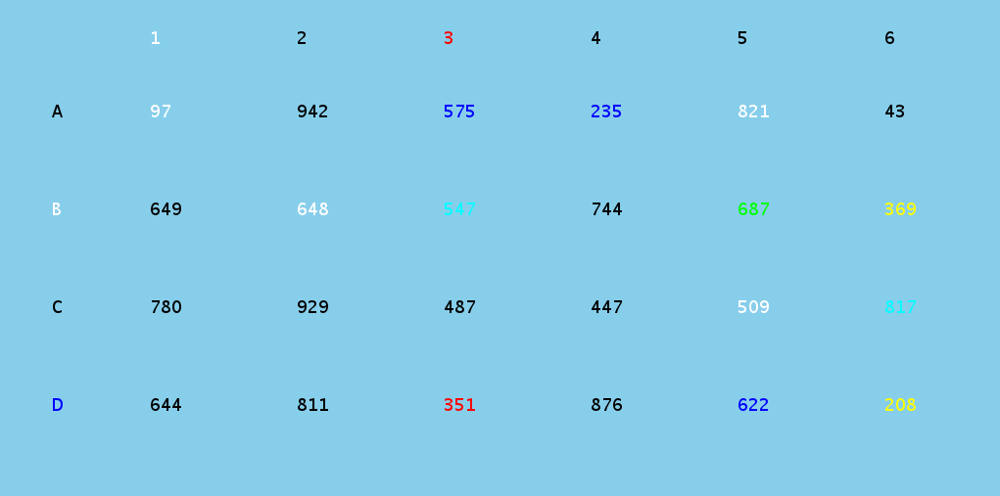 1 2 3 4 5 6
A 97 942 575 235 821 43
B 649 648 547 744 687 369
C 780 929 487 447 509 817
D 644 811 351 876 622 208